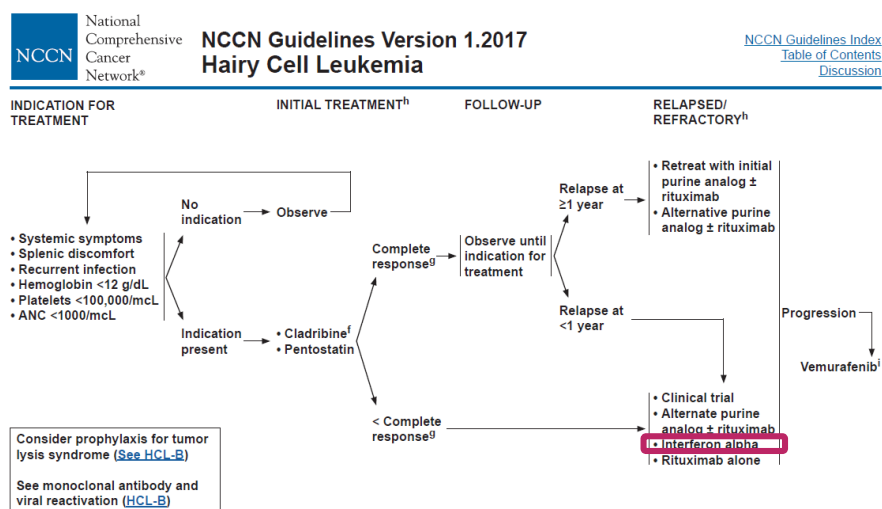 NCCN
National
Comprehensive
Cancer
Network®
NCCN Guidelines Version 1.2017
Hairy Cell Leukemia
NCCN Guidelines Index
Table of Contents
Discussion
INDICATION FOR
TREATMENT
INITIAL TREATMENTʰ
FOLLOW-UP
RELAPSED/
REFRACTORYʰ
• Systemic symptoms
• Splenic discomfort
• Recurrent infection
• Hemoglobin <12 g/dL
• Platelets <100,000/mcL
• ANC <1000/mcL
No
indication
Observe
Indication
present
• Cladribineᶠ
• Pentostatin
Complete
responseᵍ
Observe until
indication for
treatment
< Complete
responseᵍ
Relapse at
≥1 year
Relapse at
<1 year
• Retreat with initial
purine analog ±
rituximab
• Alternative purine
analog ± rituximab
• Clinical trial
• Alternate purine
analog ± rituximab
• Interferon alpha
• Rituximab alone
Progression
Vemurafenibⁱ
Consider prophylaxis for tumor
lysis syndrome (See HCL-B)
See monoclonal antibody and
viral reactivation (HCL-B)